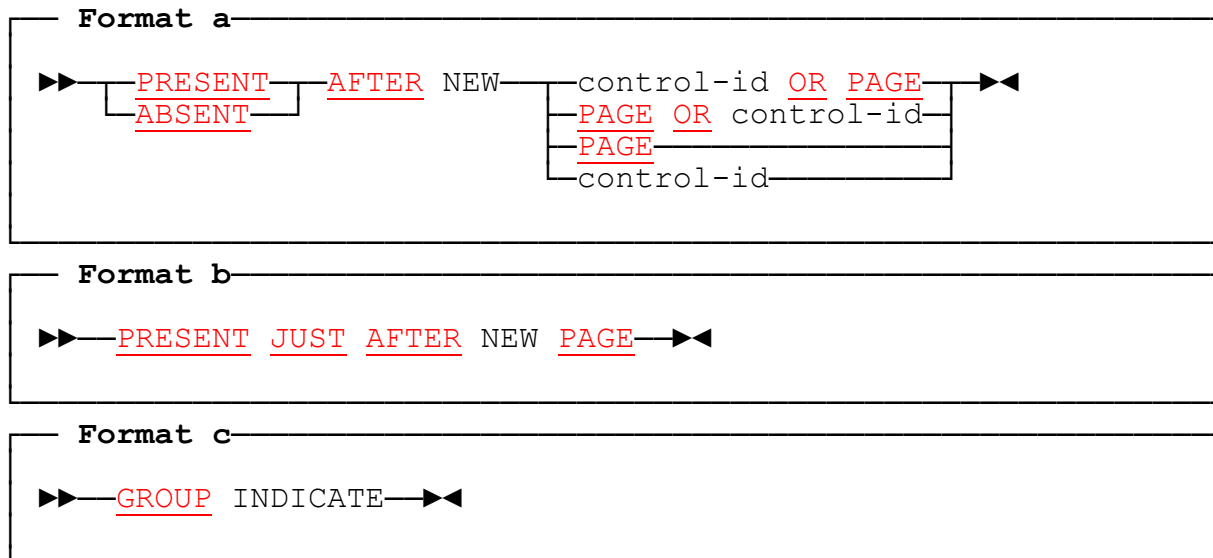 Format a
PRESENT AFTER NEW control-id OR PAGE
ABSENT PAGE OR control-id
PAGE
control-id
Format b
PRESENT JUST AFTER NEW PAGE
Format c
GROUP INDICATE